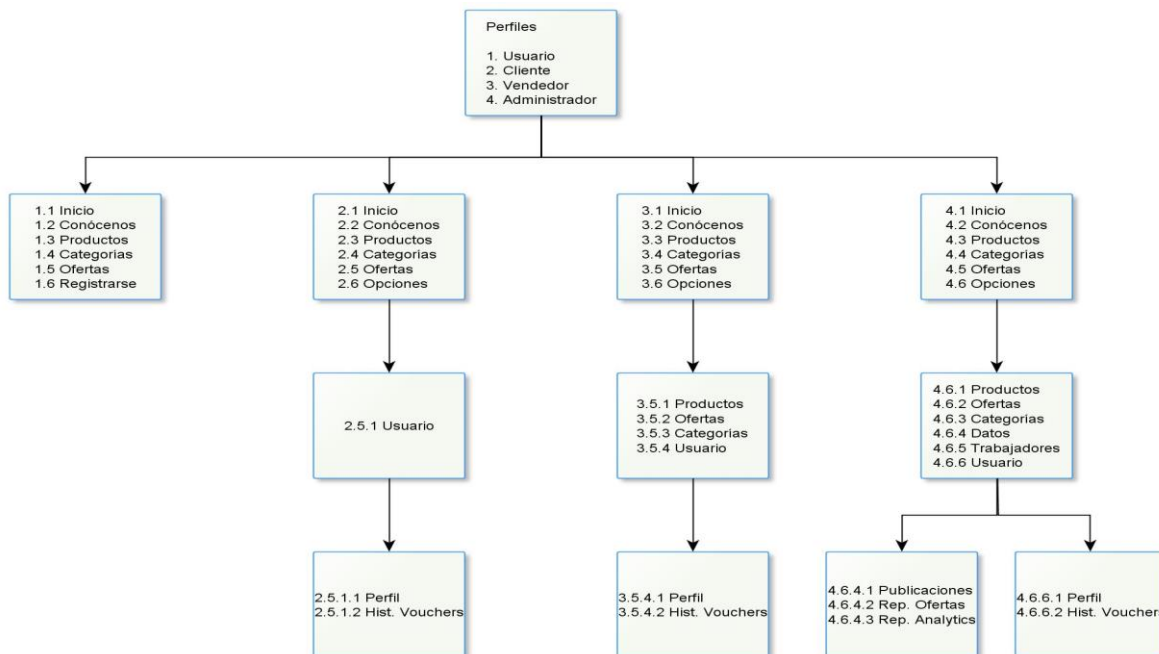 Perfiles
1. Usuario
2. Cliente
3. Vendedor
4. Administrador
1.1 Inicio
1.2 Conócenos
1.3 Productos
1.4 Categorias
1.5 Ofertas
1.6 Registrarse
2.1 Inicio
2.2 Conócenos
2.3 Productos
2.4 Categorias
2.5 Ofertas
2.6 Opciones
3.1 Inicio
3.2 Conócenos
3.3 Productos
3.4 Categorias
3.5 Ofertas
3.6 Opciones
4.1 Inicio
4.2 Conócenos
4.3 Productos
4.4 Categorias
4.5 Ofertas
4.6 Opciones
2.5.1 Usuario
3.5.1 Productos
3.5.2 Ofertas
3.5.3 Categorias
3.5.4 Usuario
4.6.1 Productos
4.6.2 Ofertas
4.6.3 Categorias
4.6.4 Datos
4.6.5 Trabajadores
4.6.6 Usuario
2.5.1.1 Perfil
2.5.1.2 Hist. Vouchers
3.5.4.1 Perfil
3.5.4.2 Hist. Vouchers
4.6.4.1 Publicaciones
4.6.4.2 Rep. Ofertas
4.6.4.3 Rep. Analytics
4.6.6.1 Perfil
4.6.6.2 Hist. Vouchers